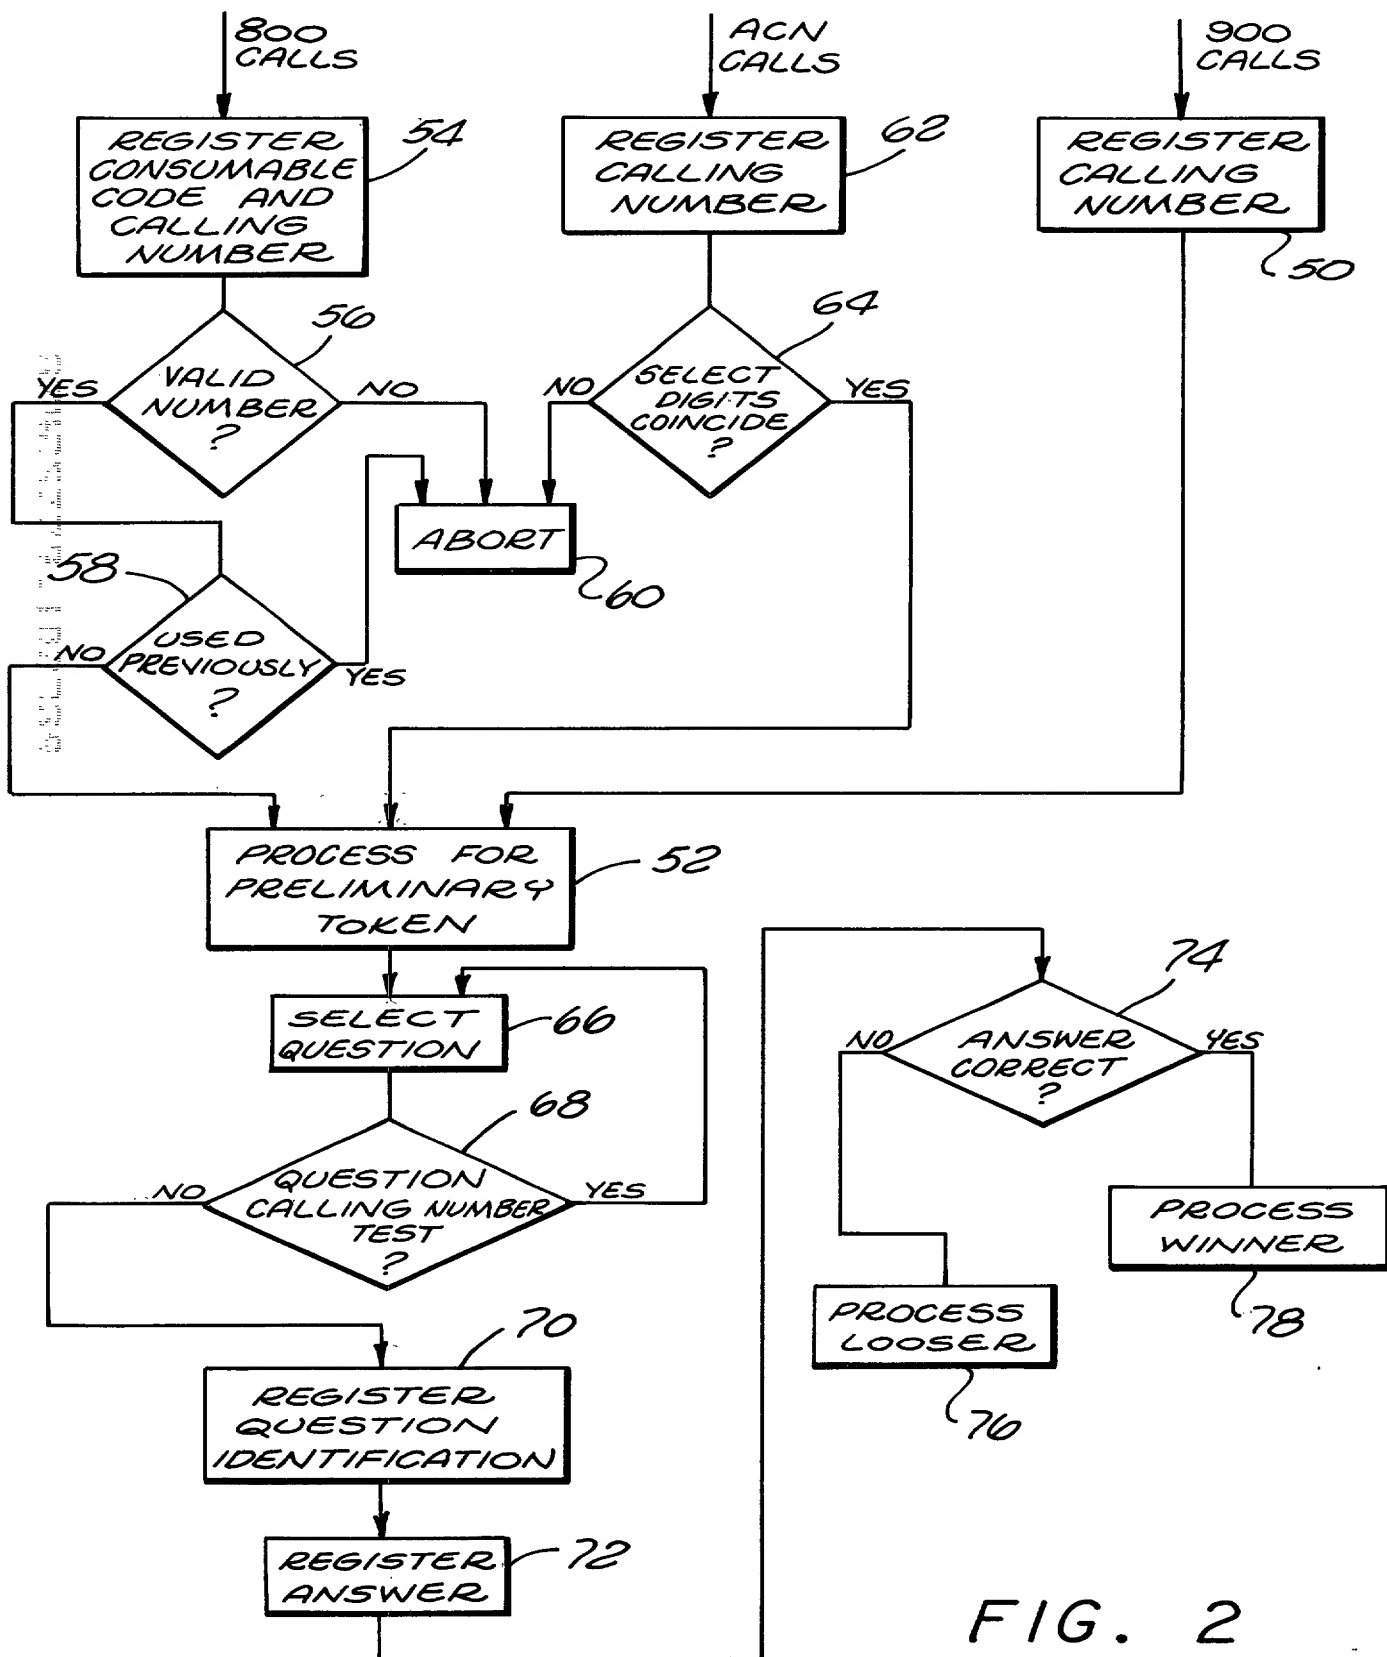 800
CALLS
ACN
CALLS
900
CALLS
REGISTER
CONSUMABLE
CODE AND
CALLING
NUMBER
54
REGISTER
CALLING
NUMBER
62
REGISTER
CALLING
NUMBER
50
56
VALID
NUMBER
?
YES
NO
64
SELECT
DIGITS
COINCIDE
?
NO
YES
ABORT
60
58
USED
PREVIOUSLY
?
NO
YES
PROCESS FOR
PRELIMINARY
TOKEN
52
SELECT
QUESTION
66
68
QUESTION
CALLING NUMBER
TEST
?
NO
YES
70
REGISTER
QUESTION
IDENTIFICATION
REGISTER
ANSWER
72
74
ANSWER
CORRECT
?
NO
YES
PROCESS
WINNER
78
PROCESS
LOOSER
76
FIG. 2